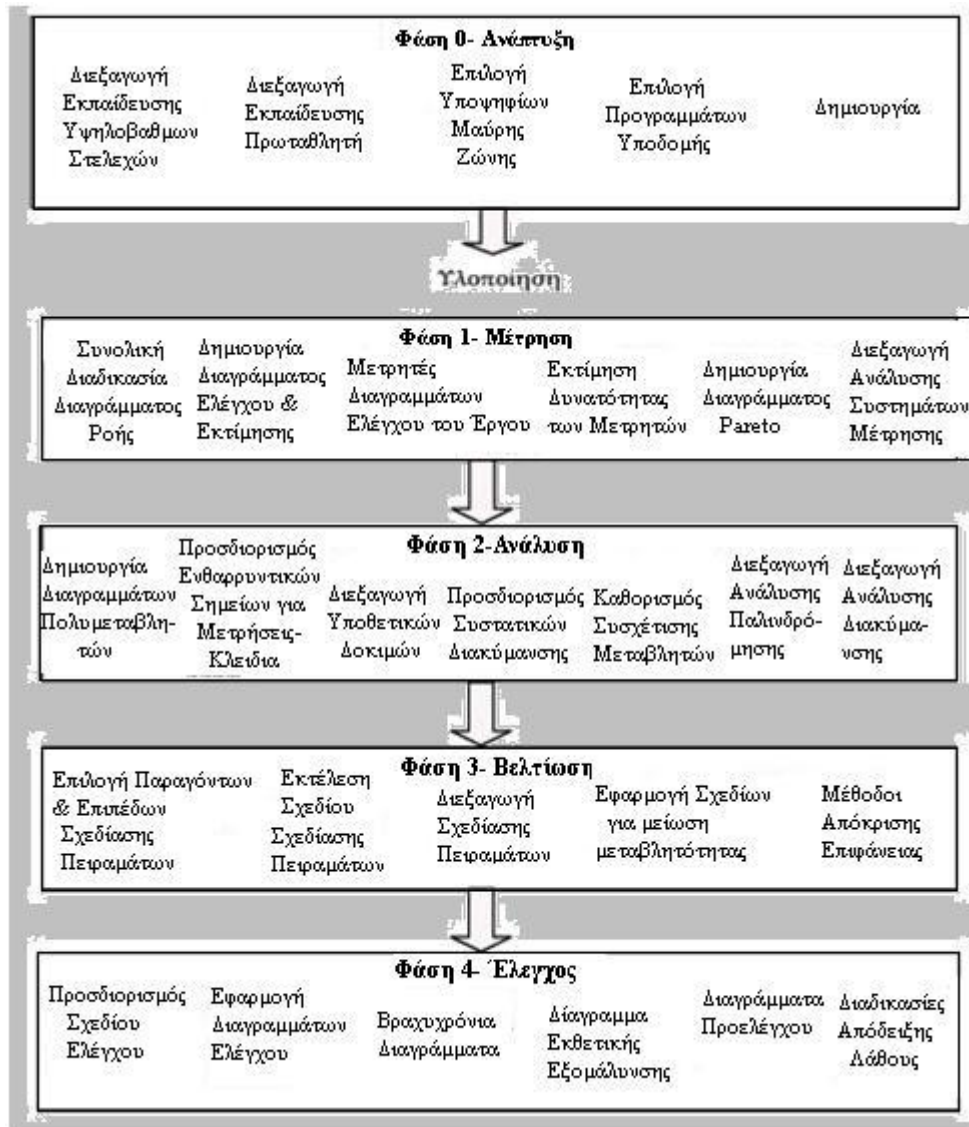 Φάση 0- Ανάπτυξη
Διεξαγωγή
Εκπαίδευσης
Υψηλοβαθμων
Στελεχών
Διεξαγωγή
Εκπαίδευσης
Πρωταθλητή
Επιλογή
Υποψηφίων
Μαύρης
Ζώνης
Επιλογή
Προγραμμάτων
Υποδομής
Δημιουργία
Υλοποίηση
Φάση 1- Μέτρηση
Συνολική
Διαδικασία
Διαγράμματος
Ροής
Δημιουργία
Διαγράμματος
Ελέγχου &
Εκτίμησης
Μετρητές
Διαγραμμάτων
Ελέγχου του Έργου
Εκτίμηση
Δυνατότητας
των Μετρητών
Δημιουργία
Διαγράμματος
Pareto
Διεξαγωγή
Ανάλυσης
Συστημάτων
Μέτρησης
Φάση 2-Ανάλυση
Δημιουργία
Διαγραμμάτων
Πολυμεταβλη-
τών
Προσδιορισμός
Ενθαρρυντικών
Σημείων για
Μετρήσεις-
Κλειδια
Διεξαγωγή
Υποθετικών
Δοκιμών
Προσδιορισμός
Συστατικών
Διακύμανσης
Καθορισμός
Συσχέτισης
Μεταβλητών
Διεξαγωγή
Ανάλυσης
Παλινδρό-
μησης
Διεξαγωγή
Ανάλυσης
Διακύμα-
νσης
Φάση 3- Βελτίωση
Επιλογή Παραγόντων
& Επιπέδων
Σχεδίασης
Πειραμάτων
Εκτέλεση
Σχεδίου
Σχεδίασης
Πειραμάτων
Διεξαγωγή
Σχεδίασης
Πειραμάτων
Εφαρμογή Σχεδίων
για μείωση
μεταβλητότητας
Μέθοδοι
Απόκρισης
Επιφάνειας
Φάση 4- Έλεγχος
Προσδιορισμός
Σχεδίου
Ελέγχου
Εφαρμογή
Διαγραμμάτων
Ελέγχου
Βραχυχρόνια
Διαγράμματα
Δίαγραμμα
Εκθετικής
Εξομάλυνσης
Διαγράμματα
Προελέγχου
Διαδικασίες
Απόδειξης
Λάθους